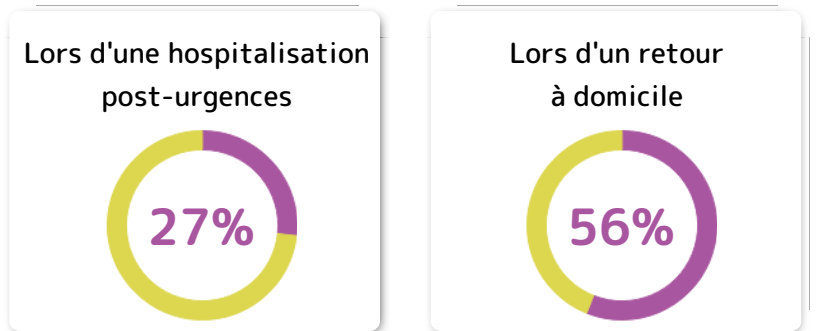 Lors d'une hospitalisation
post-urgences
27%
Lors d'un retour
à domicile
56%